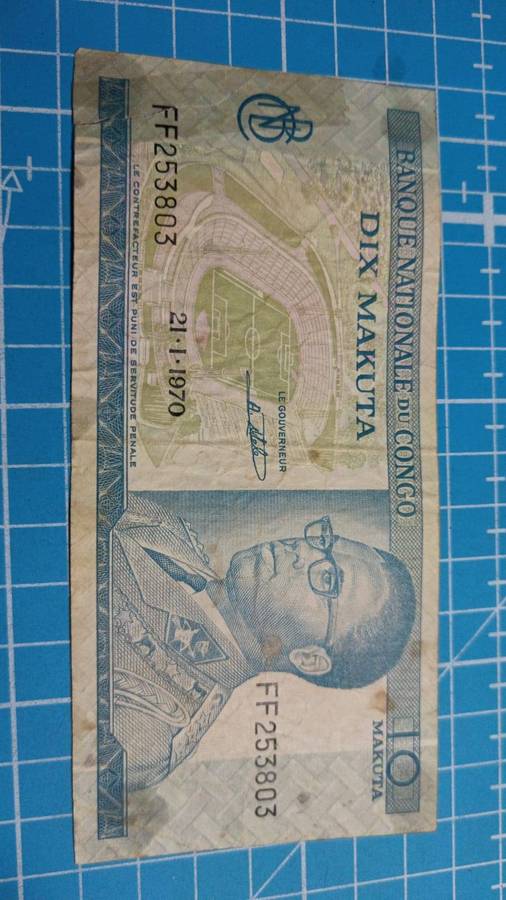 BANQUE NATIONALE DU CONGO
10
MAKUTA
DIX MAKUTA
BNC
LE GOUVERNEUR
FF253803
21·1·1970
FF253803
LE CONTREFACTEUR EST PUNI DE SERVITUDE PENALE